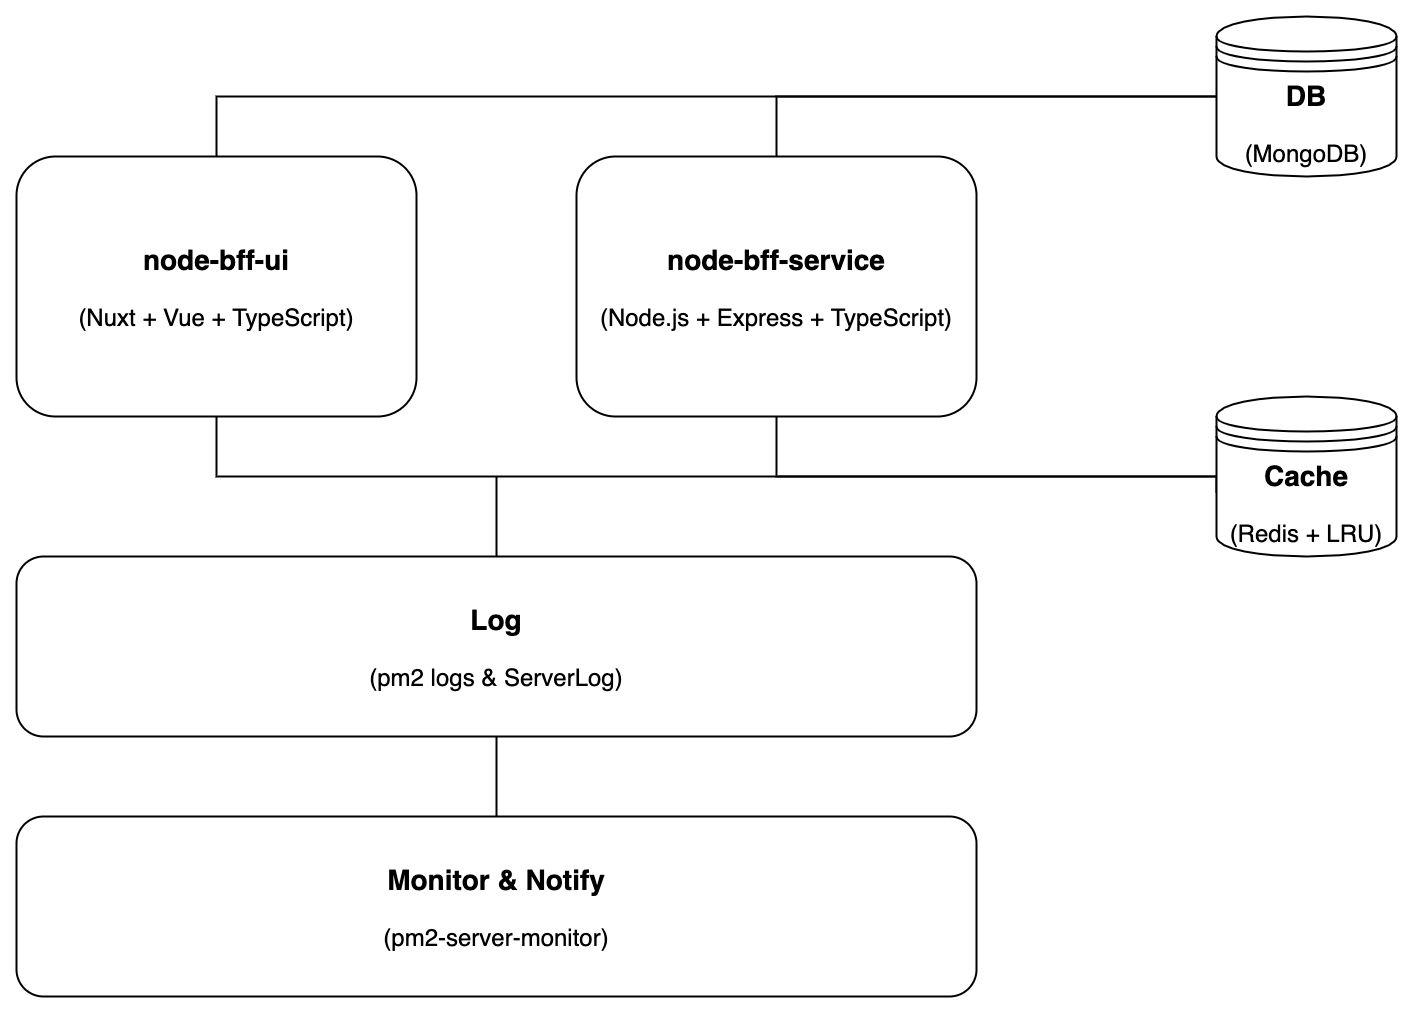 DB
(MongoDB)
node-bff-ui
(Nuxt + Vue + TypeScript)
node-bff-service
(Node.js + Express + TypeScript)
Cache
(Redis + LRU)
Log
(pm2 logs & ServerLog)
Monitor & Notify
(pm2-server-monitor)